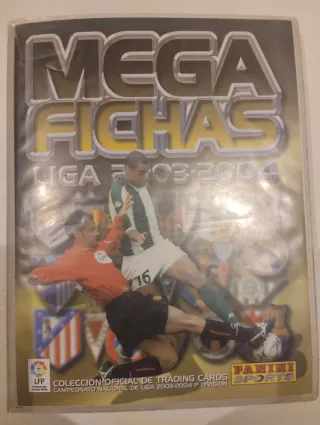 MEGA
FICHAS
LIGA 2003-2004
16
LFP
COLECCIÓN OFICIAL DE TRADING CARDS
CAMPEONATO NACIONAL DE LIGA 2003-2004 1ª DIVISIÓN
PANINI
SPORTS